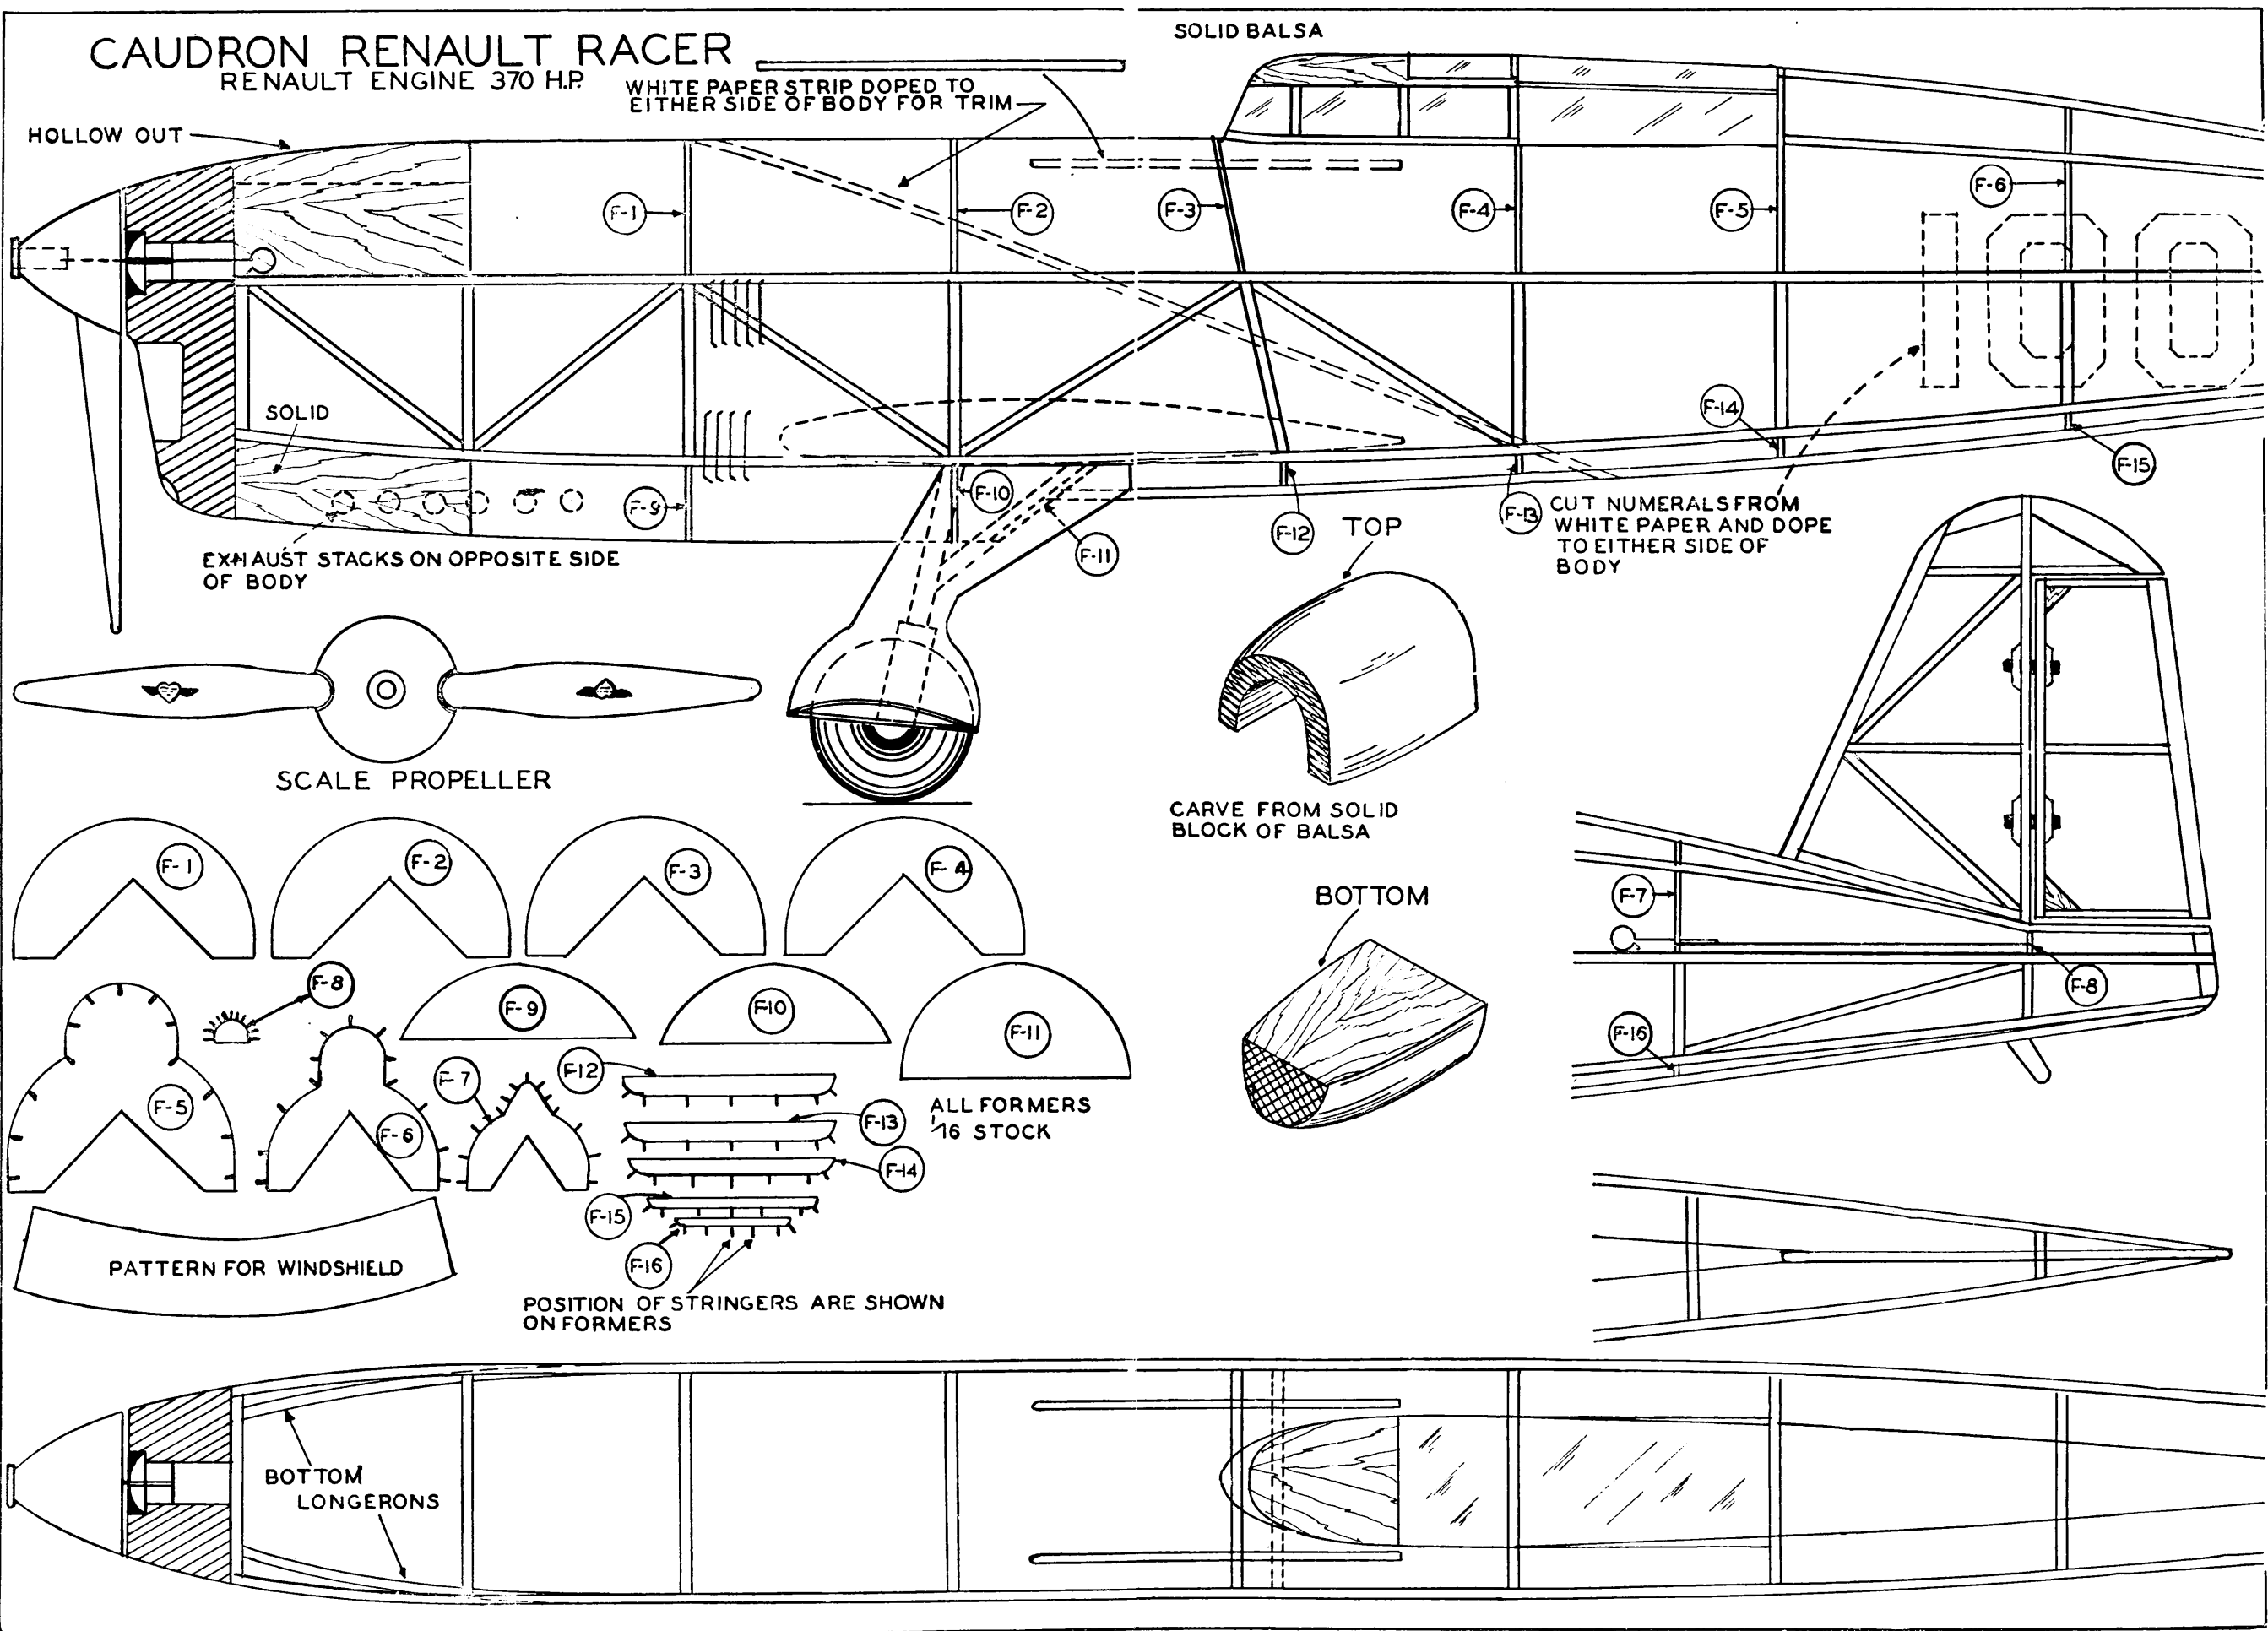 CAUDRON RENAULT RACER
RENAULT ENGINE 370 H.P.
SOLID BALSA
WHITE PAPER STRIP DOPED TO
EITHER SIDE OF BODY FOR TRIM
HOLLOW OUT
F-1
F-2
F-3
F-4
F-5
F-6
100
SOLID
F-9
F-10
F-11
F-12
F-13
F-14
F-15
EXHAUST STACKS ON OPPOSITE SIDE
OF BODY
CUT NUMERALS FROM
WHITE PAPER AND DOPE
TO EITHER SIDE OF
BODY
TOP
SCALE PROPELLER
CARVE FROM SOLID
BLOCK OF BALSA
F-1
F-2
F-3
F-4
BOTTOM
F-7
F-8
F-16
F-8
F-9
F-10
F-11
F-5
F-6
F-7
F-12
F-13
F-14
F-15
F-16
ALL FORMERS
1/16 STOCK
PATTERN FOR WINDSHIELD
POSITION OF STRINGERS ARE SHOWN
ON FORMERS
BOTTOM
LONGERONS